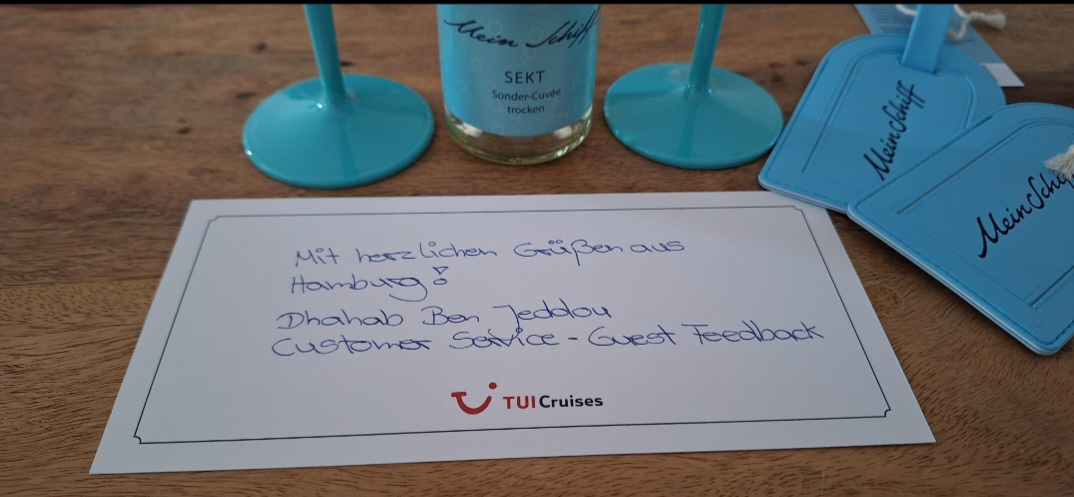 Mein Schiff
SEKT
Sonder-Cuvée
trocken
Mein Schiff
Mein Schiff
Mit herzlichen Grüßen aus
Hamburg!
Dhahab Ben Jeddou
Customer Service - Guest Feedback
TUI Cruises